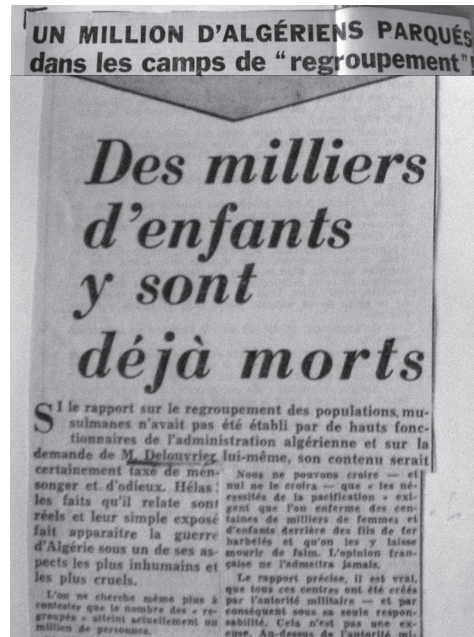 UN MILLION D'ALGÉRIENS PARQUÉS
dans les camps de "regroupement"!
Des milliers
d'enfants
y sont
déjà morts
SI le rapport sur le regroupement des populations mu-
sulmanes n'avait pas été établi par de hauts fonc-
tionnaires de l'administration algérienne et sur la
demande de M. Delouvrier lui-même, son contenu serait
certainement taxé de men-
songer et d'odieux. Hélas!
les faits qu'il relate sont
réels et leur simple exposé
fait apparaître la guerre
d'Algérie sous un de ses as-
pects les plus inhumains et
les plus cruels.
L'on ne cherche même plus à
contester que le nombre des « re-
groupés » atteint actuellement un
million de personnes.
Nous ne pouvons croire — et
nul ne le croira — que « les né-
cessités de la pacification » exi-
gent que l'on enferme des cen-
taines de milliers de femmes et
d'enfants derrière des fils de fer
barbelés et qu'on les y laisse
mourir de faim. L'opinion fran-
çaise ne l'admettra jamais.
Le rapport précise, il est vrai,
que tous ces centres ont été créés
par l'autorité militaire — et par
conséquent sous sa seule respon-
sabilité. Cela n'est pas une ex-
cuse. Au-dessus de l'autorité mi-